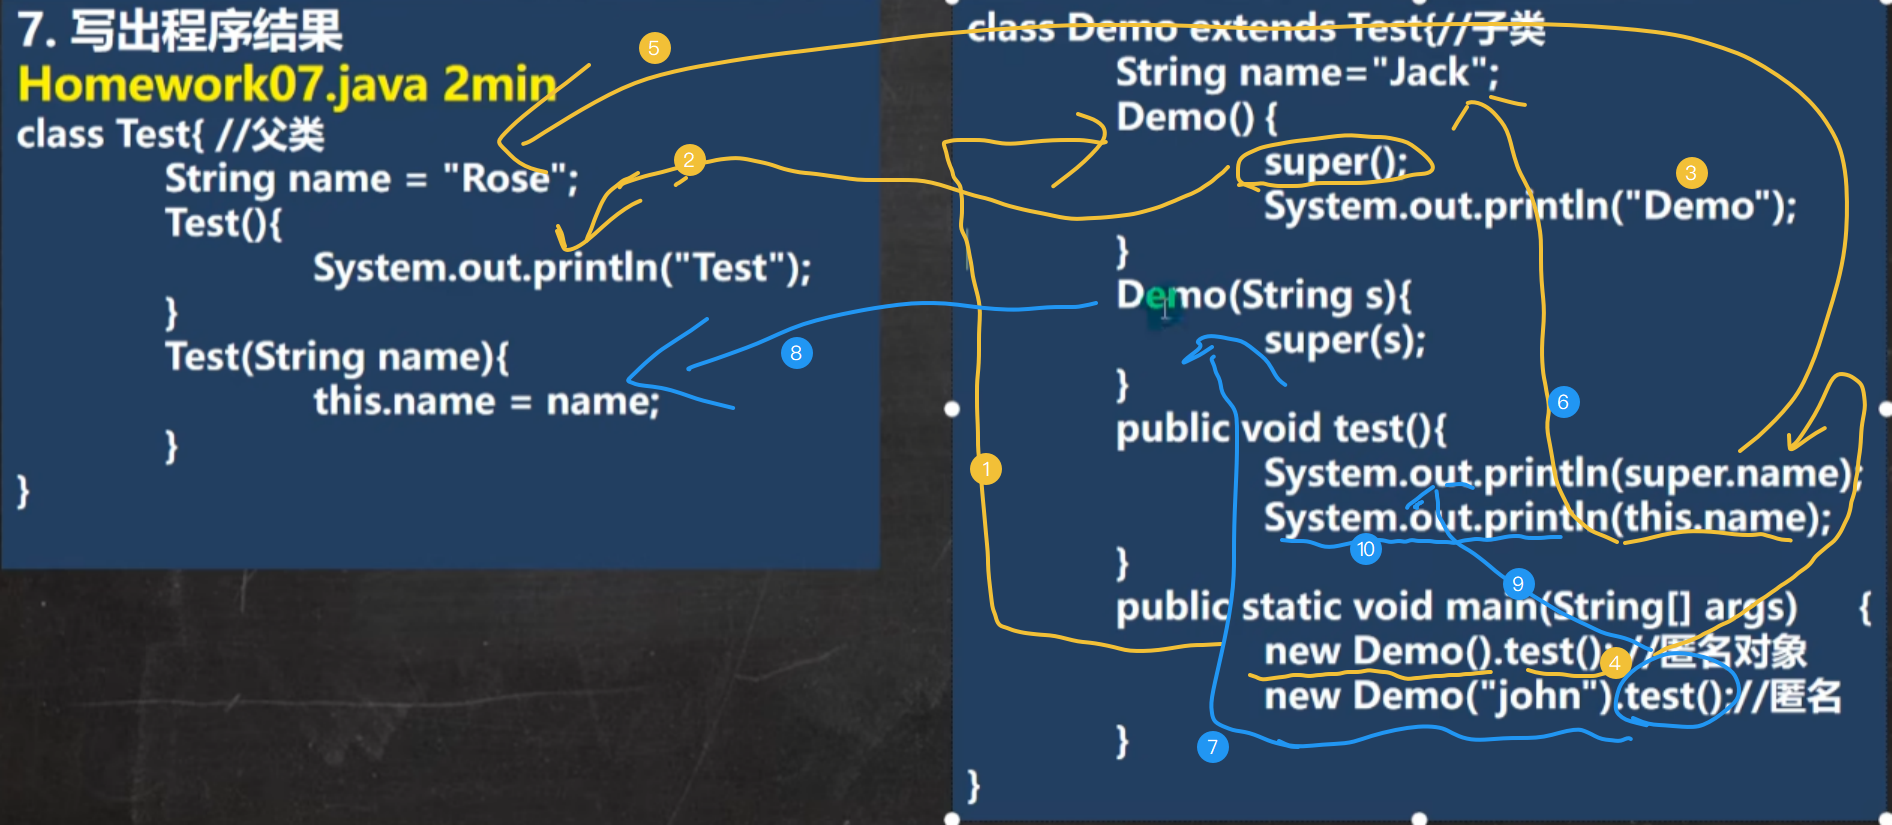 7. 写出程序结果
Homework07.java 2min
class Test{ //父类
String name = "Rose";
Test(){
System.out.println("Test");
}
Test(String name){
this.name = name;
}
}
class Demo extends Test{//子类
String name="Jack";
Demo() {
super();
System.out.println("Demo");
}
Demo(String s){
super(s);
}
public void test(){
System.out.println(super.name);
System.out.println(this.name);
}
public static void main(String[] args) {
new Demo().test(); //匿名对象
new Demo("john").test();//匿名
}
}
5
2
3
8
6
1
10
9
4
7